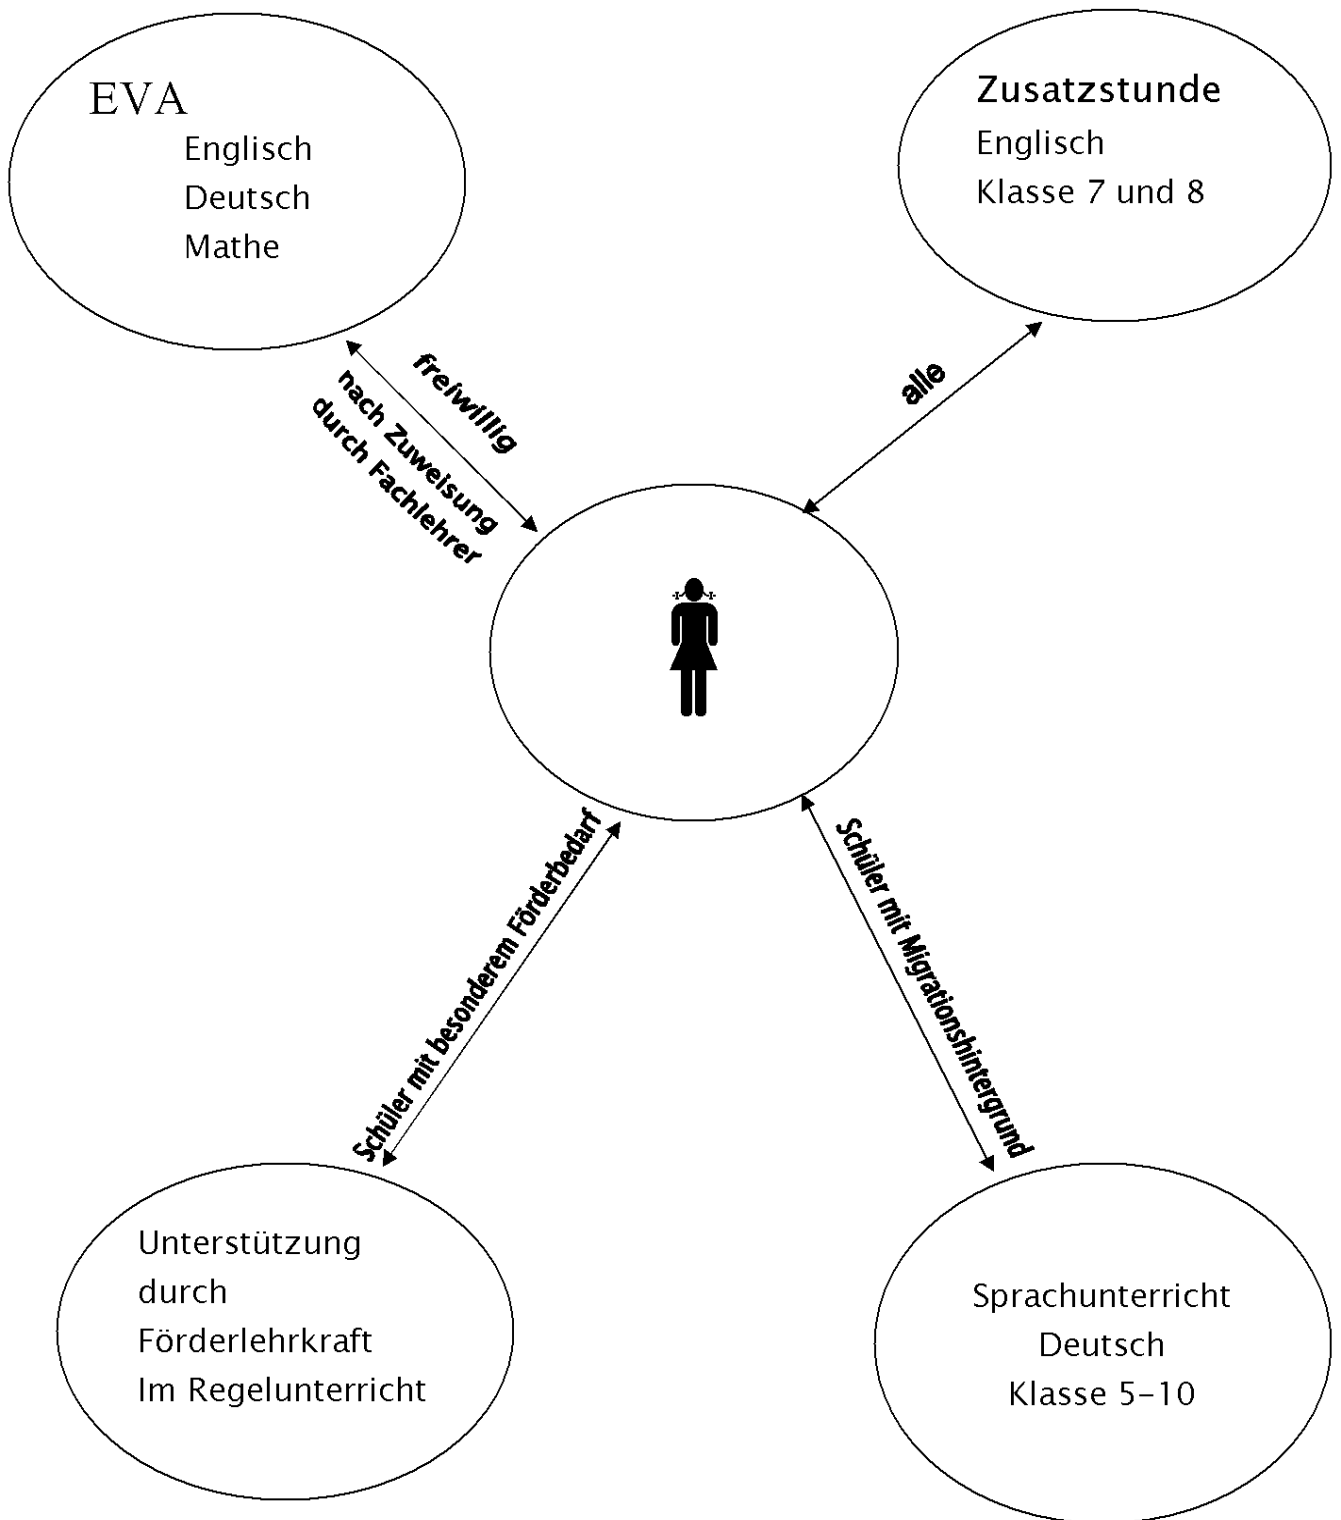 EVA
Englisch
Deutsch
Mathe
Zusatzstunde
Englisch
Klasse 7 und 8
freiwillig
nach Zuweisung
durch Fachlehrer
alle
Schüler mit besonderem Förderbedarf
Schüler mit Migrationshintergrund
Unterstützung
durch
Förderlehrkraft
Im Regelunterricht
Sprachunterricht
Deutsch
Klasse 5-10